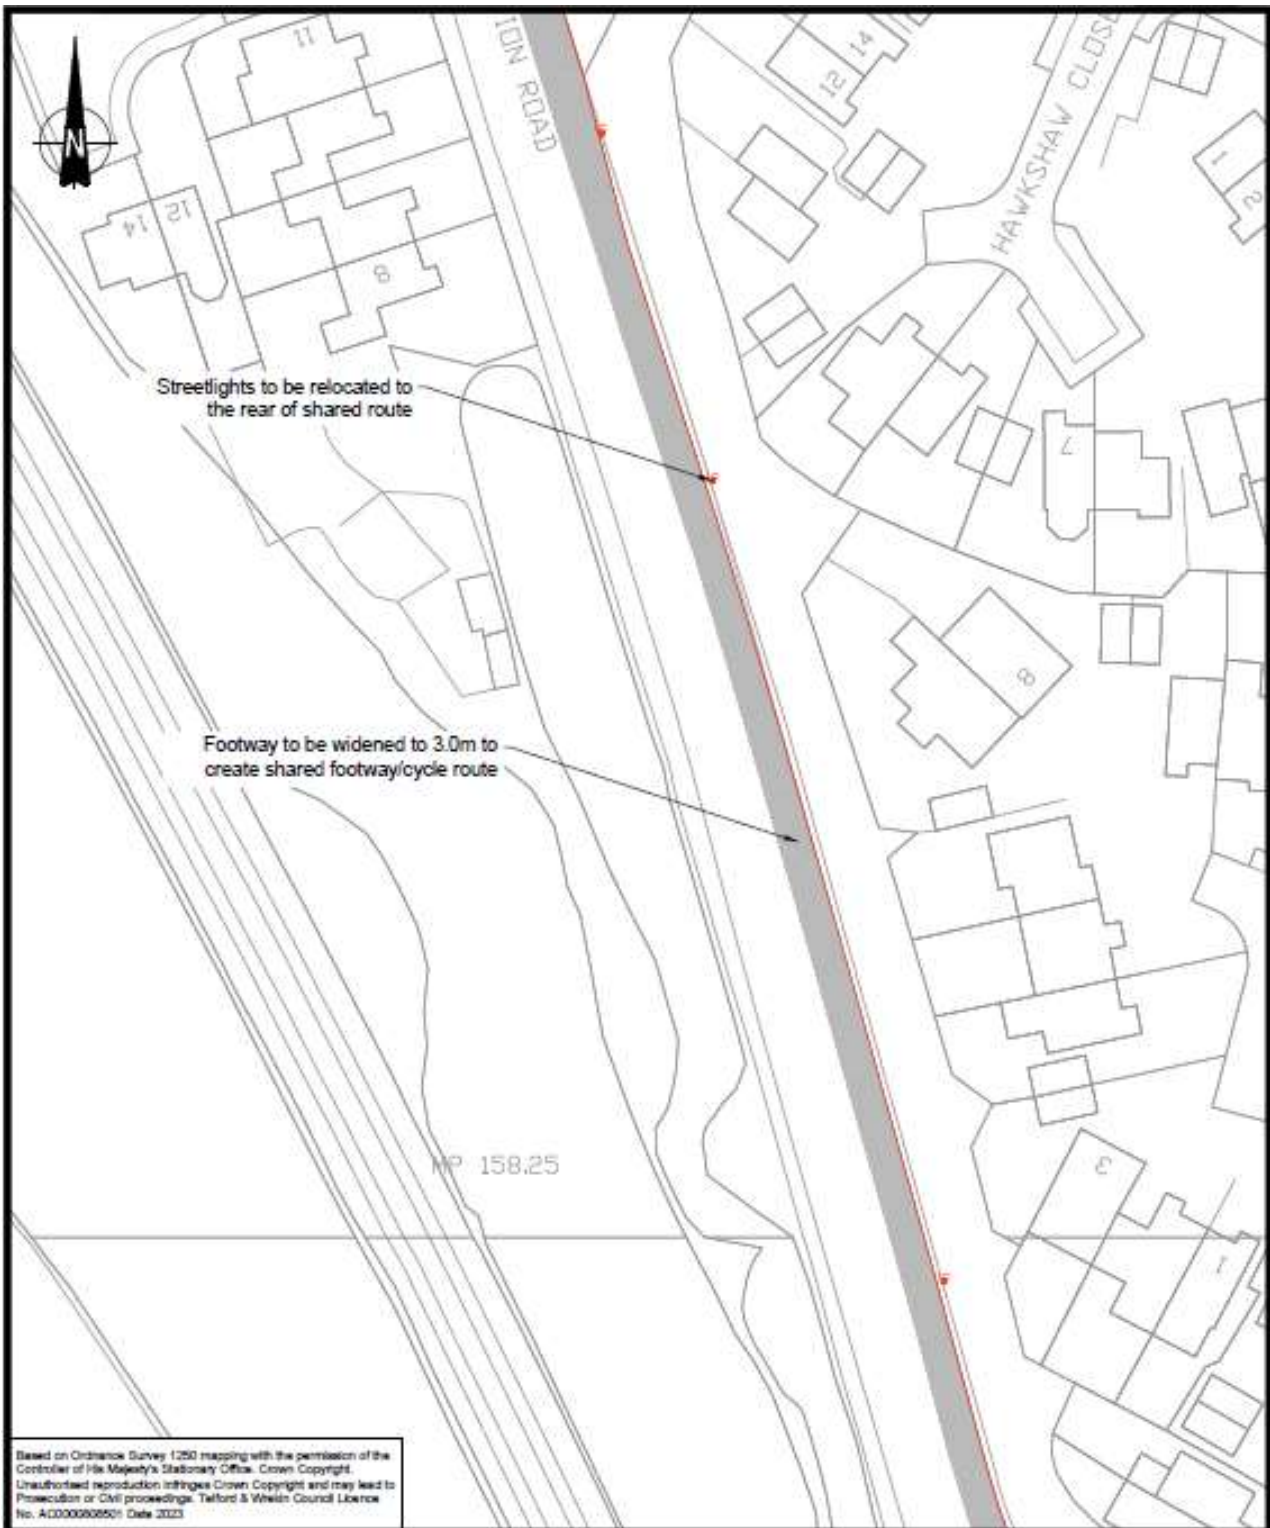 11
ION ROAD
14
12
HAWKSHAW CLOSE
1
2
N
14
12
8
Streetlights to be relocated to
the rear of shared route
7
8
Footway to be widened to 3.0m to
create shared footway/cycle route
MP 158.25
3
1
Based on Ordnance Survey 1250 mapping with the permission of the
Controller of His Majesty's Stationary Office. Crown Copyright.
Unauthorised reproduction infringes Crown Copyright and may lead to
Prosecution or Civil proceedings. Telford & Wrekin Council Licence
No. Date 2023